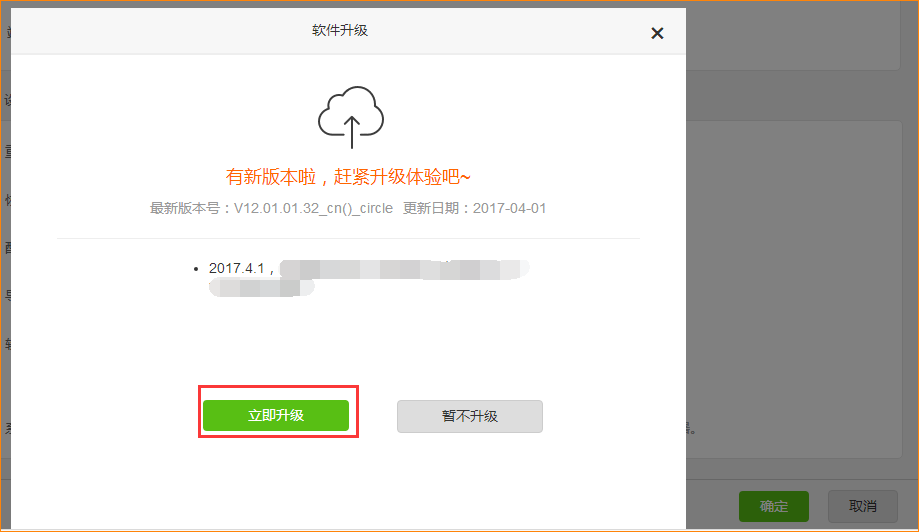 软件升级
有新版本啦，赶紧升级体验吧~
最新版本号：V12.01.01.32_cn()_circle 更新日期：2017-04-01
2017.4.1，
立即升级
暂不升级
确定
取消